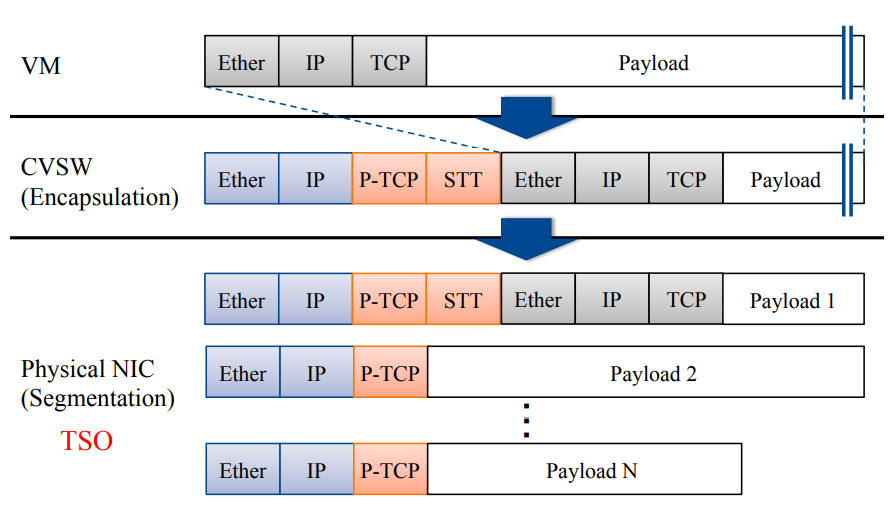 VM
Ether IP TCP Payload
CVSW
(Encapsulation)
Ether IP P-TCP STT Ether IP TCP Payload
Physical NIC
(Segmentation)
TSO
Ether IP P-TCP STT Ether IP TCP Payload 1
Ether IP P-TCP Payload 2
Ether IP P-TCP Payload N